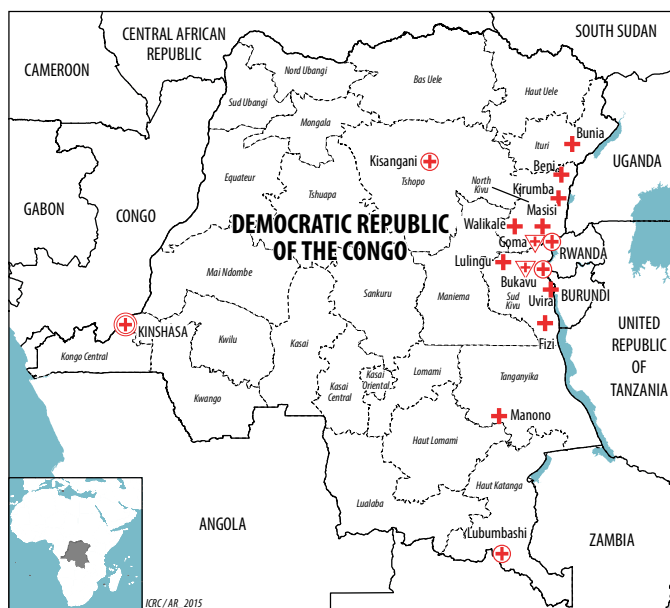 SOUTH SUDAN
CENTRAL AFRICAN
REPUBLIC
CAMEROON
Nord Ubangi
Bas Uele
Haut Uele
Sud Ubangi
Mongala
Ituri
Bunia
Kisangani
Tshopo
Beni
UGANDA
Equateur
Tshuapa
North
Kivu
Kirumba
Masisi
GABON
CONGO
DEMOCRATIC REPUBLIC
OF THE CONGO
Walikale
Goma
RWANDA
Lulingu
Mai Ndombe
Sankuru
Maniema
Bukavu
Sud
Kivu
Uvira
BURUNDI
KINSHASA
Kongo Central
Kwilu
Kasai
Fizi
UNITED
REPUBLIC
OF
TANZANIA
Kwango
Kasai
Central
Kasai
Oriental
Lomami
Tanganyika
Manono
Haut Lomami
Haut Katanga
Lualaba
ANGOLA
Lubumbashi
ZAMBIA
ICRC / AR_2015